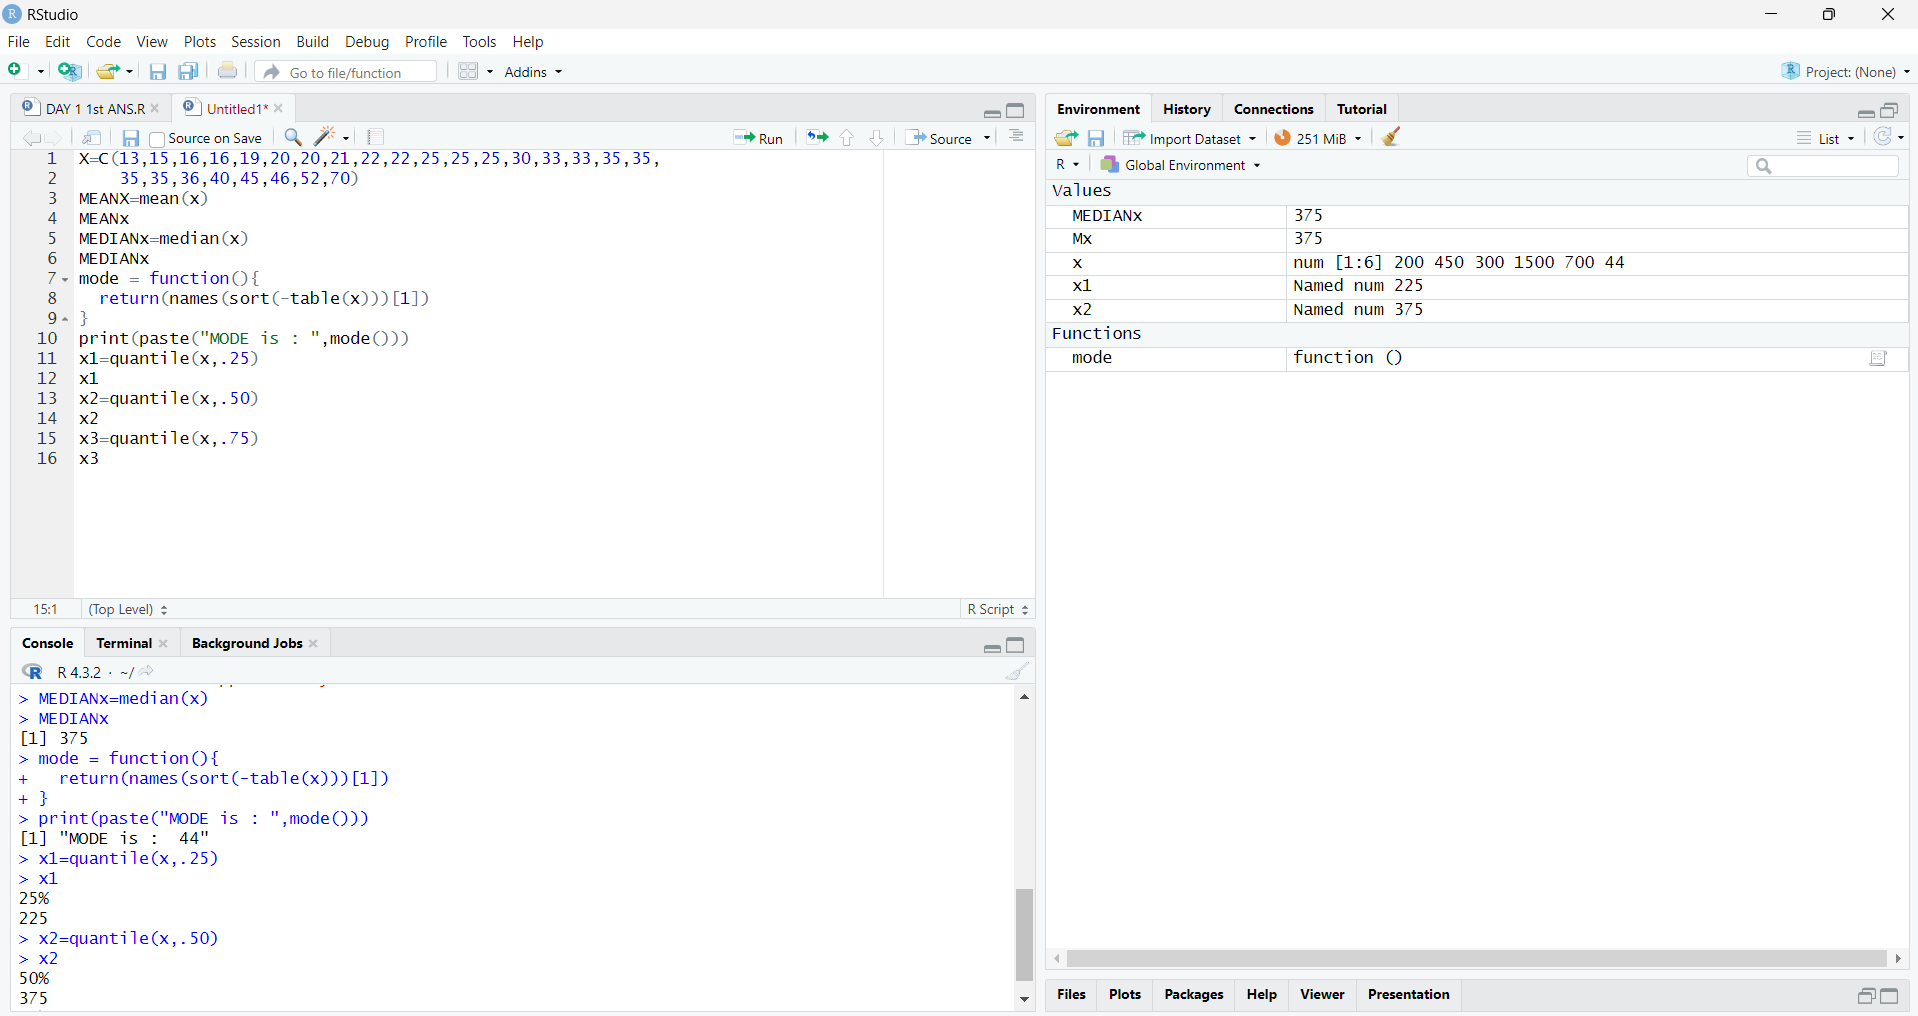 RStudio
File Edit Code View Plots Session Build Debug Profile Tools Help
Go to file/function Addins Project: (None)
DAY 1 1st ANS.R Untitled1*
Source on Save Run Source
1 X=C(13,15,16,16,19,20,20,21,22,22,25,25,25,30,33,33,35,35,
2 35,35,36,40,45,46,52,70)
3 MEANX=mean(x)
4 MEANx
5 MEDIANx=median(x)
6 MEDIANx
7 mode = function(){
8 return(names(sort(-table(x)))[1])
9 }
10 print(paste("MODE is : ",mode()))
11 x1=quantile(x,.25)
12 x1
13 x2=quantile(x,.50)
14 x2
15 x3=quantile(x,.75)
16 x3
15:1 (Top Level) R Script
Console Terminal Background Jobs
R 4.3.2 · ~/
> MEDIANx=median(x)
> MEDIANx
[1] 375
> mode = function(){
+ return(names(sort(-table(x)))[1])
+ }
> print(paste("MODE is : ",mode()))
[1] "MODE is :  44"
> x1=quantile(x,.25)
> x1
25%
225
> x2=quantile(x,.50)
> x2
50%
375
Environment History Connections Tutorial
Import Dataset 251 MiB List
R Global Environment
Values
MEDIANx 375
Mx 375
x num [1:6] 200 450 300 1500 700 44
x1 Named num 225
x2 Named num 375
Functions
mode function ()
Files Plots Packages Help Viewer Presentation